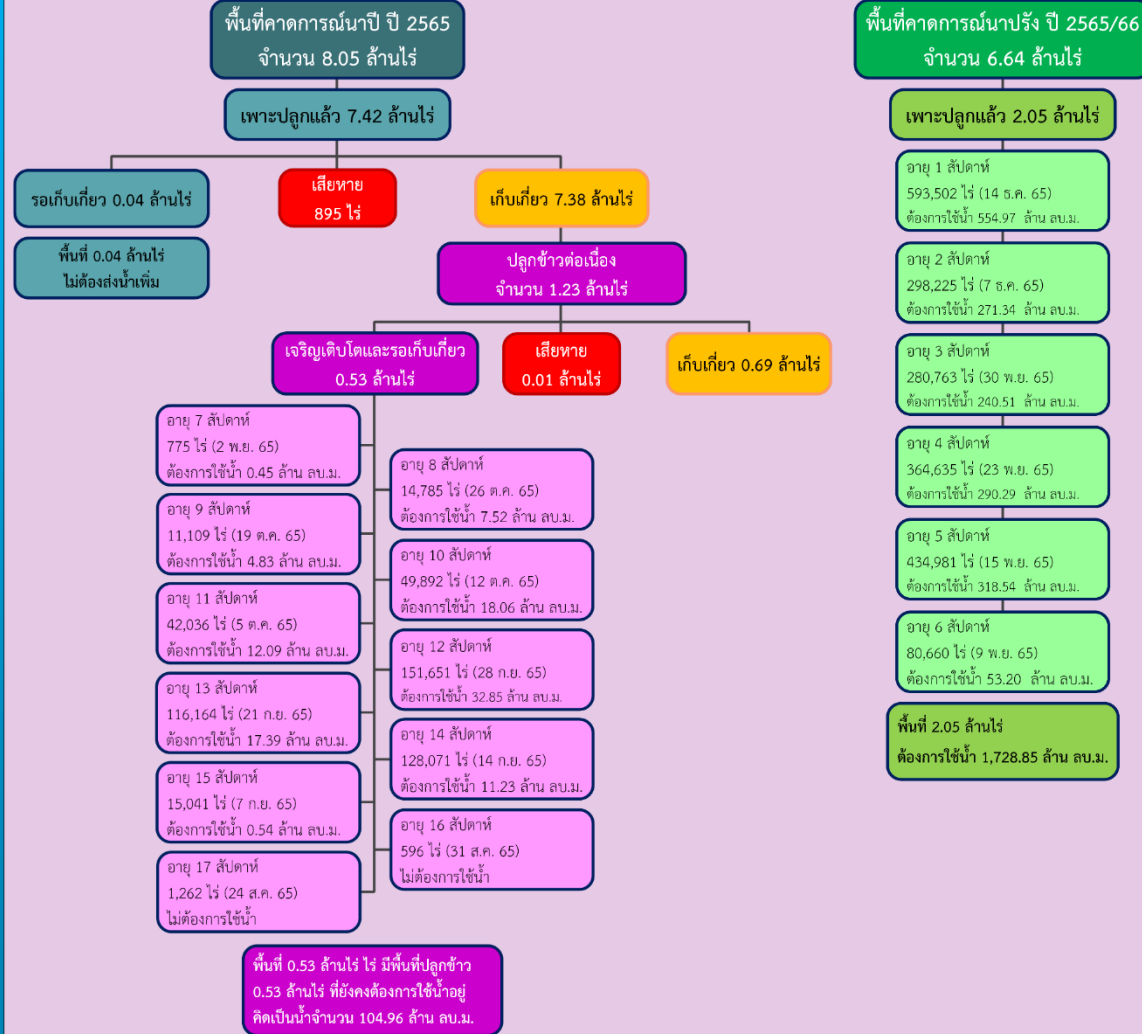 พื้นที่คาดการณ์นาปี ปี 2565
จำนวน 8.05 ล้านไร่
เพาะปลูกแล้ว 7.42 ล้านไร่
รอเก็บเกี่ยว 0.04 ล้านไร่
เสียหาย
895 ไร่
เก็บเกี่ยว 7.38 ล้านไร่
พื้นที่ 0.04 ล้านไร่
ไม่ต้องส่งน้ำเพิ่ม
ปลูกข้าวต่อเนื่อง
จำนวน 1.23 ล้านไร่
เจริญเติบโตและรอเก็บเกี่ยว
0.53 ล้านไร่
เสียหาย
0.01 ล้านไร่
เก็บเกี่ยว 0.69 ล้านไร่
อายุ 7 สัปดาห์
775 ไร่ (2 พ.ย. 65)
ต้องการใช้น้ำ 0.45 ล้าน ลบ.ม.
อายุ 8 สัปดาห์
14,785 ไร่ (26 ต.ค. 65)
ต้องการใช้น้ำ 7.52 ล้าน ลบ.ม.
อายุ 9 สัปดาห์
11,109 ไร่ (19 ต.ค. 65)
ต้องการใช้น้ำ 4.83 ล้าน ลบ.ม.
อายุ 10 สัปดาห์
49,892 ไร่ (12 ต.ค. 65)
ต้องการใช้น้ำ 18.06 ล้าน ลบ.ม.
อายุ 11 สัปดาห์
42,036 ไร่ (5 ต.ค. 65)
ต้องการใช้น้ำ 12.09 ล้าน ลบ.ม.
อายุ 12 สัปดาห์
151,651 ไร่ (28 ก.ย. 65)
ต้องการใช้น้ำ 32.85 ล้าน ลบ.ม.
อายุ 13 สัปดาห์
116,164 ไร่ (21 ก.ย. 65)
ต้องการใช้น้ำ 17.39 ล้าน ลบ.ม.
อายุ 14 สัปดาห์
128,071 ไร่ (14 ก.ย. 65)
ต้องการใช้น้ำ 11.23 ล้าน ลบ.ม.
อายุ 15 สัปดาห์
15,041 ไร่ (7 ก.ย. 65)
ต้องการใช้น้ำ 0.54 ล้าน ลบ.ม.
อายุ 16 สัปดาห์
596 ไร่ (31 ส.ค. 65)
ไม่ต้องการใช้น้ำ
อายุ 17 สัปดาห์
1,262 ไร่ (24 ส.ค. 65)
ไม่ต้องการใช้น้ำ
พื้นที่ 0.53 ล้านไร่ ไร่ มีพื้นที่ปลูกข้าว
0.53 ล้านไร่ ที่ยังคงต้องการใช้น้ำอยู่
คิดเป็นน้ำจำนวน 104.96 ล้าน ลบ.ม.
พื้นที่คาดการณ์นาปรัง ปี 2565/66
จำนวน 6.64 ล้านไร่
เพาะปลูกแล้ว 2.05 ล้านไร่
อายุ 1 สัปดาห์
593,502 ไร่ (14 ธ.ค. 65)
ต้องการใช้น้ำ 554.97 ล้าน ลบ.ม.
อายุ 2 สัปดาห์
298,225 ไร่ (7 ธ.ค. 65)
ต้องการใช้น้ำ 271.34 ล้าน ลบ.ม.
อายุ 3 สัปดาห์
280,763 ไร่ (30 พ.ย. 65)
ต้องการใช้น้ำ 240.51 ล้าน ลบ.ม.
อายุ 4 สัปดาห์
364,635 ไร่ (23 พ.ย. 65)
ต้องการใช้น้ำ 290.29 ล้าน ลบ.ม.
อายุ 5 สัปดาห์
434,981 ไร่ (15 พ.ย. 65)
ต้องการใช้น้ำ 318.54 ล้าน ลบ.ม.
อายุ 6 สัปดาห์
80,660 ไร่ (9 พ.ย. 65)
ต้องการใช้น้ำ 53.20 ล้าน ลบ.ม.
พื้นที่ 2.05 ล้านไร่
ต้องการใช้น้ำ 1,728.85 ล้าน ลบ.ม.